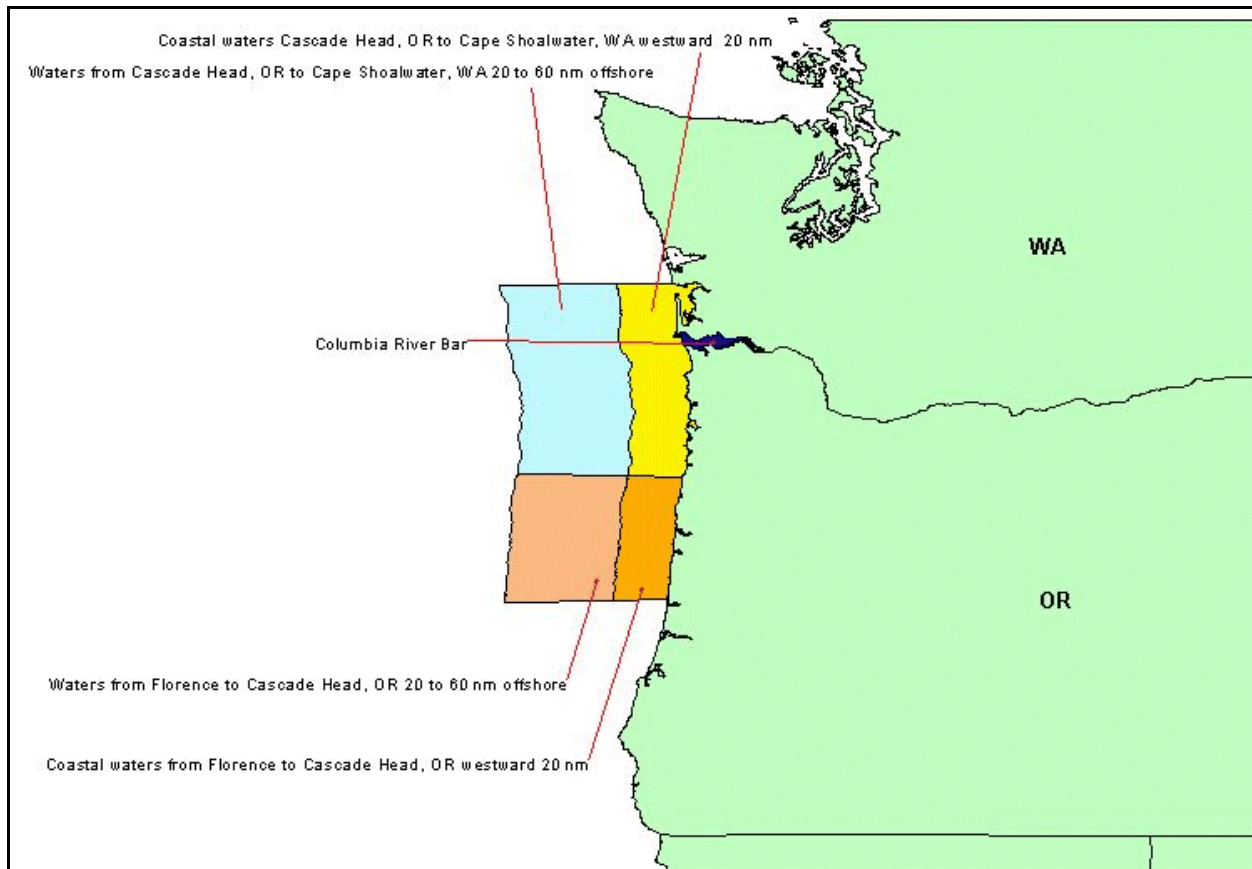 Coastal waters Cascade Head, OR to Cape Shoalwater, WA westward 20 nm
Waters from Cascade Head, OR to Cape Shoalwater, WA 20 to 60 nm offshore
WA
Columbia River Bar
OR
Waters from Florence to Cascade Head, OR 20 to 60 nm offshore
Coastal waters from Florence to Cascade Head, OR westward 20 nm